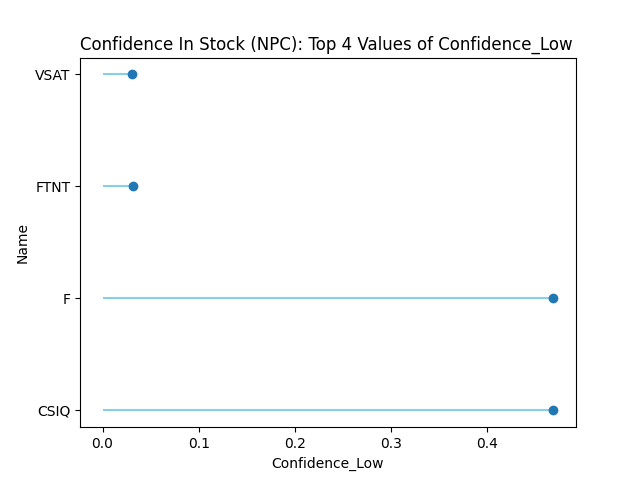 Confidence In Stock (NPC): Top 4 Values of Confidence_Low
VSAT
FTNT
F
CSIQ
Name
0.0 0.1 0.2 0.3 0.4
Confidence_Low